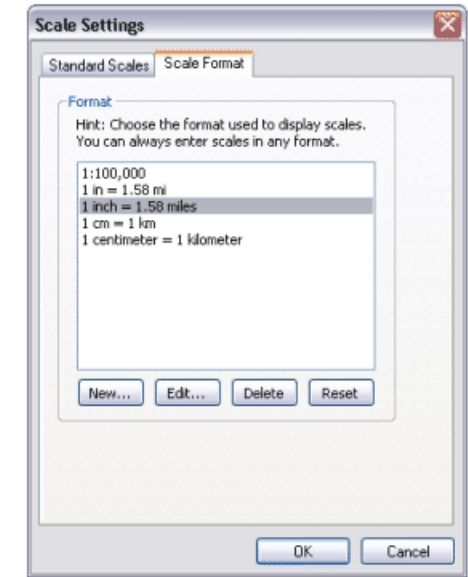 Scale Settings
Standard Scales Scale Format
Format
Hint: Choose the format used to display scales.
You can always enter scales in any format.
1:100,000
1 in = 1.58 mi
1 inch = 1.58 miles
1 cm = 1 km
1 centimeter = 1 kilometer
New... Edit... Delete Reset
OK Cancel